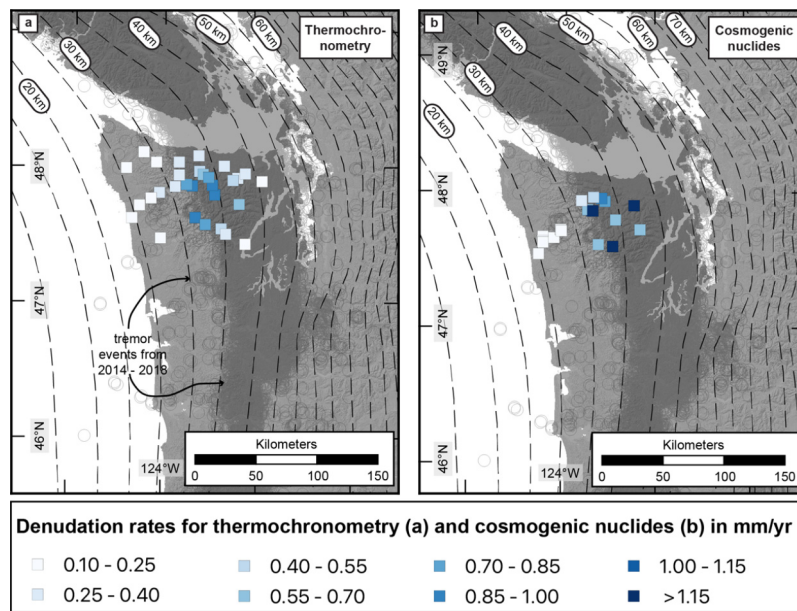 a
Thermochro-
nometry
20 km
30 km
40 km
50 km
60 km
48°N
47°N
46°N
124°W
tremor
events from
2014 - 2018
Kilometers
0 50 100 150
b
Cosmogenic
nuclides
20 km
30 km
40 km
50 km
60 km
70 km
49°N
48°N
47°N
46°N
124°W
Kilometers
0 50 100 150
Denudation rates for thermochronometry (a) and cosmogenic nuclides (b) in mm/yr
0.10 - 0.25
0.40 - 0.55
0.70 - 0.85
1.00 - 1.15
0.25 - 0.40
0.55 - 0.70
0.85 - 1.00
>1.15